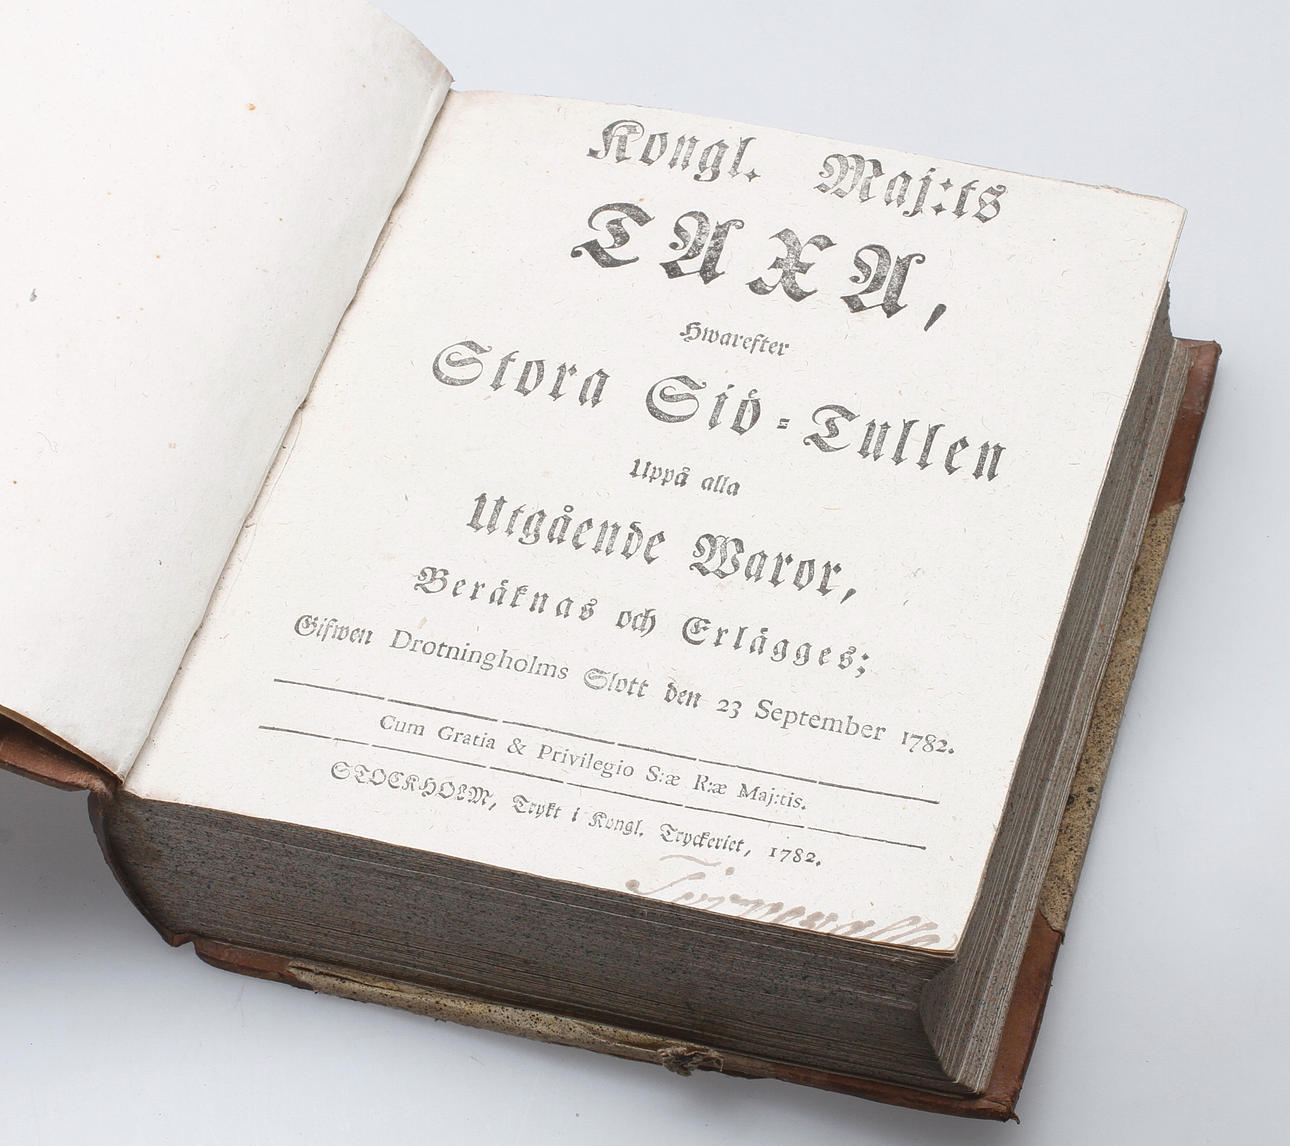 Kongl. Maj:ts
TAXA,
Hwarefter
Stora Siö-Tullen
Uppå alla
Utgående Waror,
Beräknas och Erlägges;
Gifwen Drotningholms Slott den 23 September 1782.
Cum Gratia & Privilegio S:æ R:æ Maj:tis.
STOCKHOLM, Tryckt i Kongl. Tryckeriet, 1782.